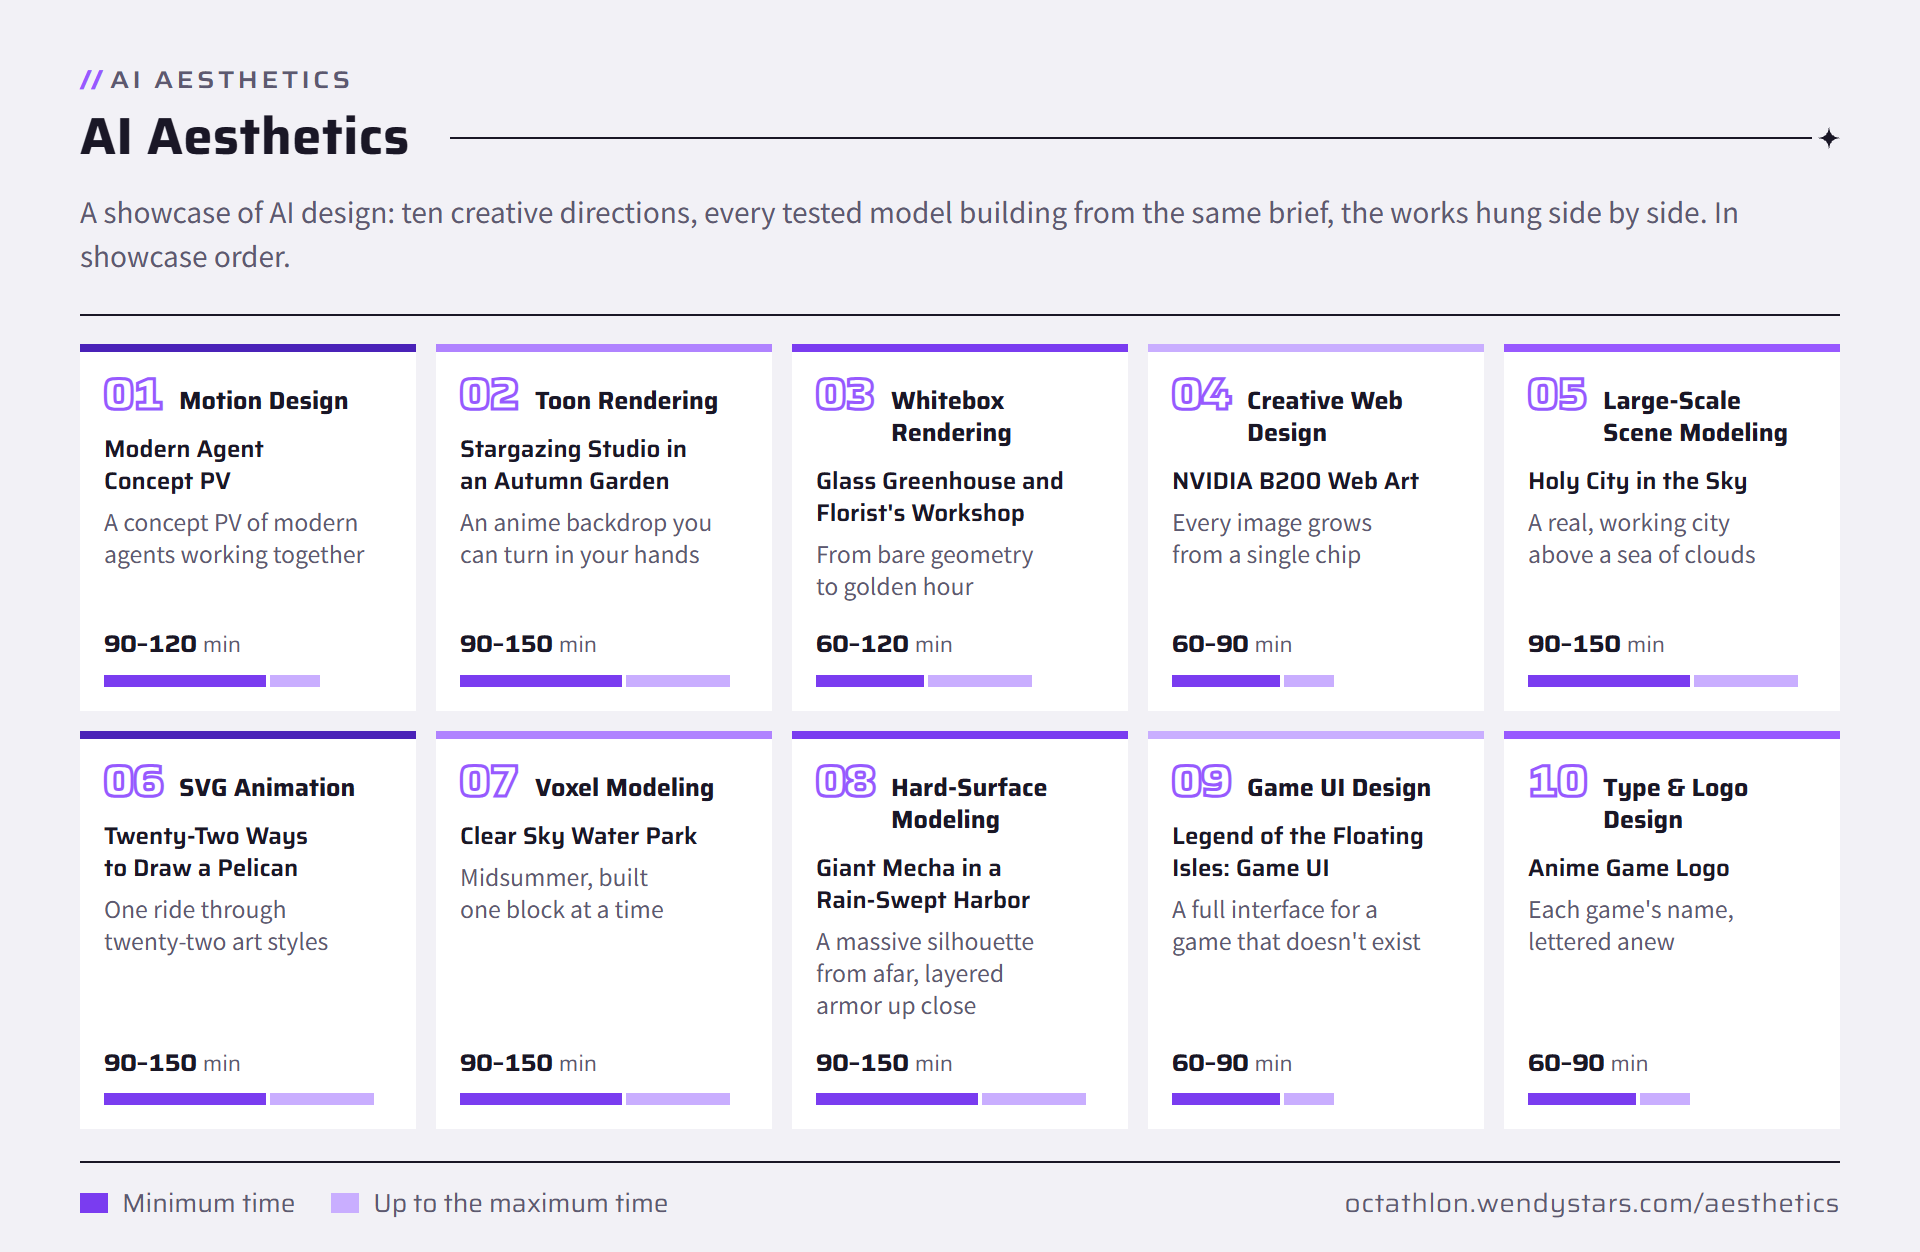 // AI AESTHETICS
AI Aesthetics
A showcase of AI design: ten creative directions, every tested model building from the same brief, the works hung side by side. In
showcase order.
01 Motion Design
Modern Agent
Concept PV
A concept PV of modern
agents working together
90–120 min
02 Toon Rendering
Stargazing Studio in
an Autumn Garden
An anime backdrop you
can turn in your hands
90–150 min
03 Whitebox
Rendering
Glass Greenhouse and
Florist's Workshop
From bare geometry
to golden hour
60–120 min
04 Creative Web
Design
NVIDIA B200 Web Art
Every image grows
from a single chip
60–90 min
05 Large-Scale
Scene Modeling
Holy City in the Sky
A real, working city
above a sea of clouds
90–150 min
06 SVG Animation
Twenty-Two Ways
to Draw a Pelican
One ride through
twenty-two art styles
90–150 min
07 Voxel Modeling
Clear Sky Water Park
Midsummer, built
one block at a time
90–150 min
08 Hard-Surface
Modeling
Giant Mecha in a
Rain-Swept Harbor
A massive silhouette
from afar, layered
armor up close
90–150 min
09 Game UI Design
Legend of the Floating
Isles: Game UI
A full interface for a
game that doesn't exist
60–90 min
10 Type & Logo
Design
Anime Game Logo
Each game's name,
lettered anew
60–90 min
Minimum time
Up to the maximum time
octathlon.wendystars.com/aesthetics